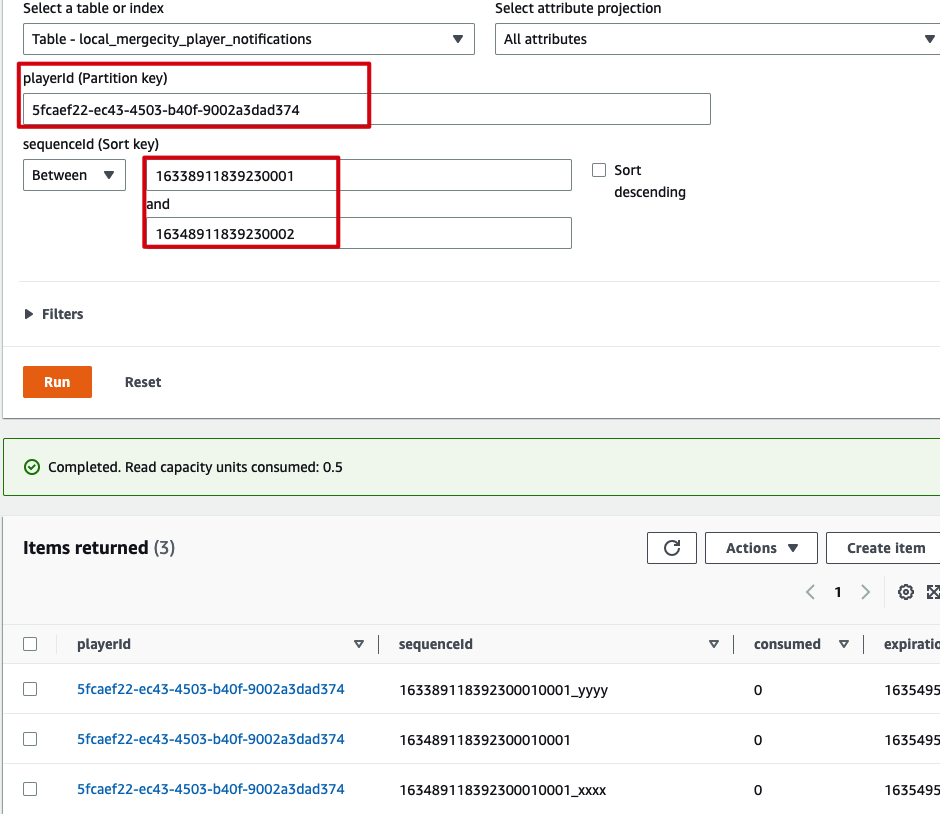 Select a table or index
Select attribute projection
Table - local_mergecity_player_notifications
All attributes
playerId (Partition key)
5fcaef22-ec43-4503-b40f-9002a3dad374
sequenceId (Sort key)
Between
16338911839230001
Sort
descending
and
16348911839230002
Filters
Run
Reset
Completed. Read capacity units consumed: 0.5
Items returned (3)
Actions
Create item
1
playerId
sequenceId
consumed
expiratio
5fcaef22-ec43-4503-b40f-9002a3dad374 163389118392300010001_yyyy 0 1635495
5fcaef22-ec43-4503-b40f-9002a3dad374 163489118392300010001 0 1635495
5fcaef22-ec43-4503-b40f-9002a3dad374 163489118392300010001_xxxx 0 1635495